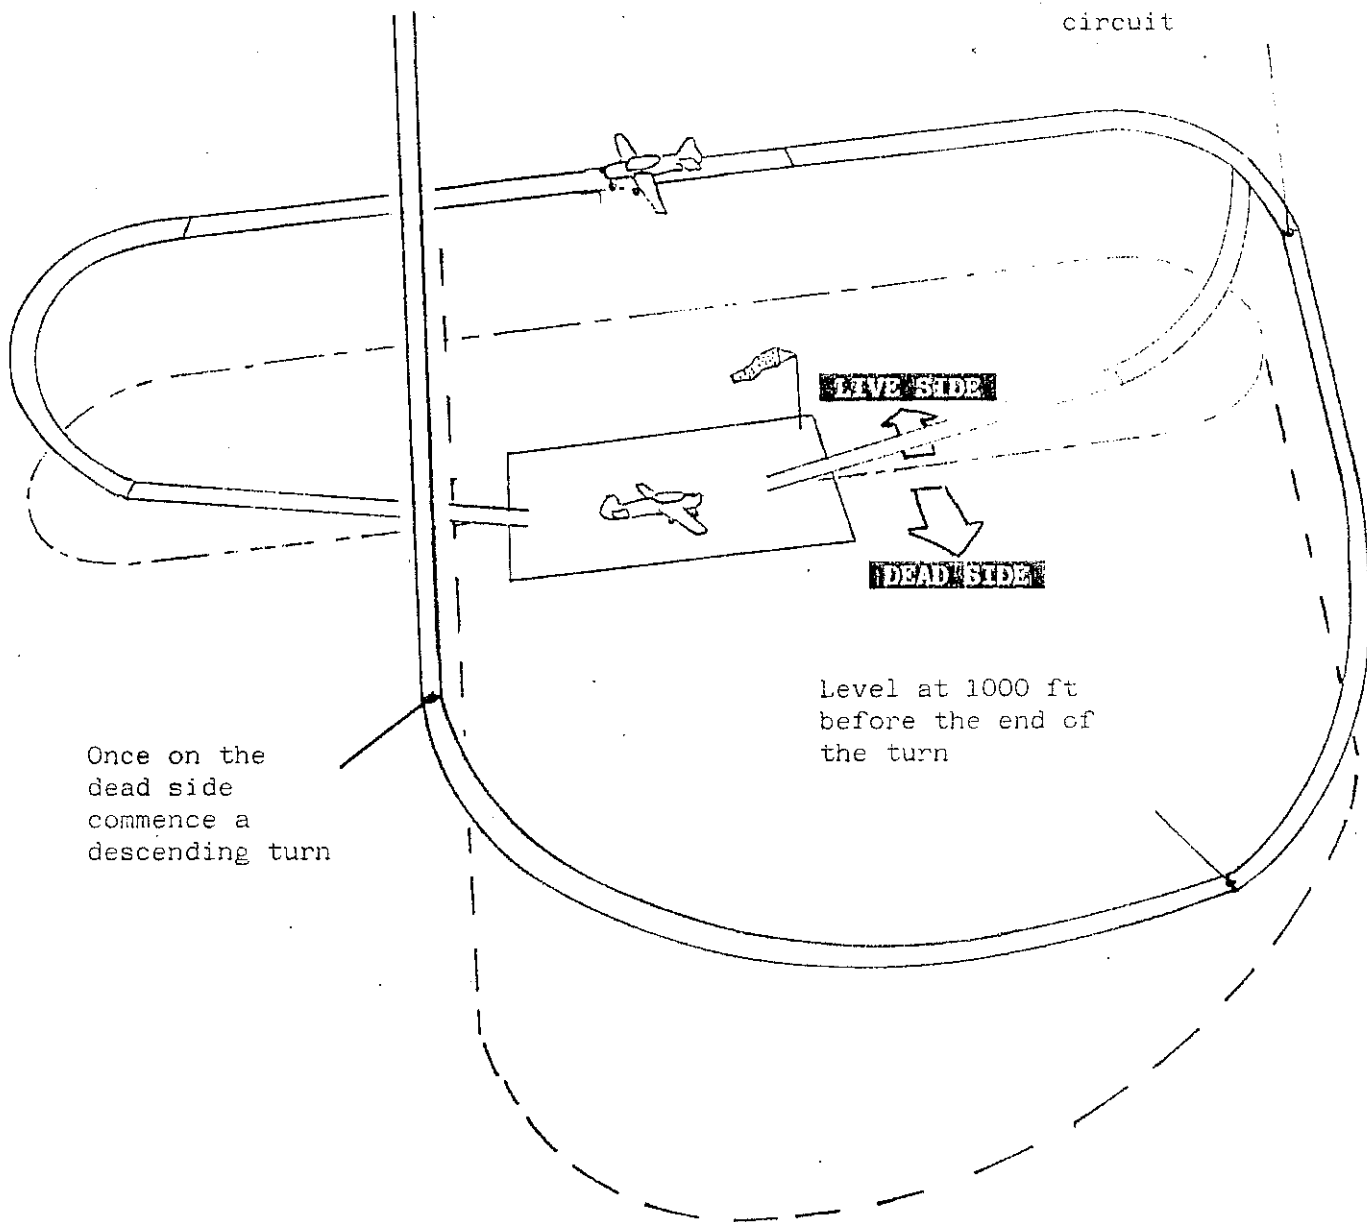 circuit
LIVE SIDE
DEAD SIDE
Level at 1000 ft
before the end of
the turn
Once on the
dead side
commence a
descending turn